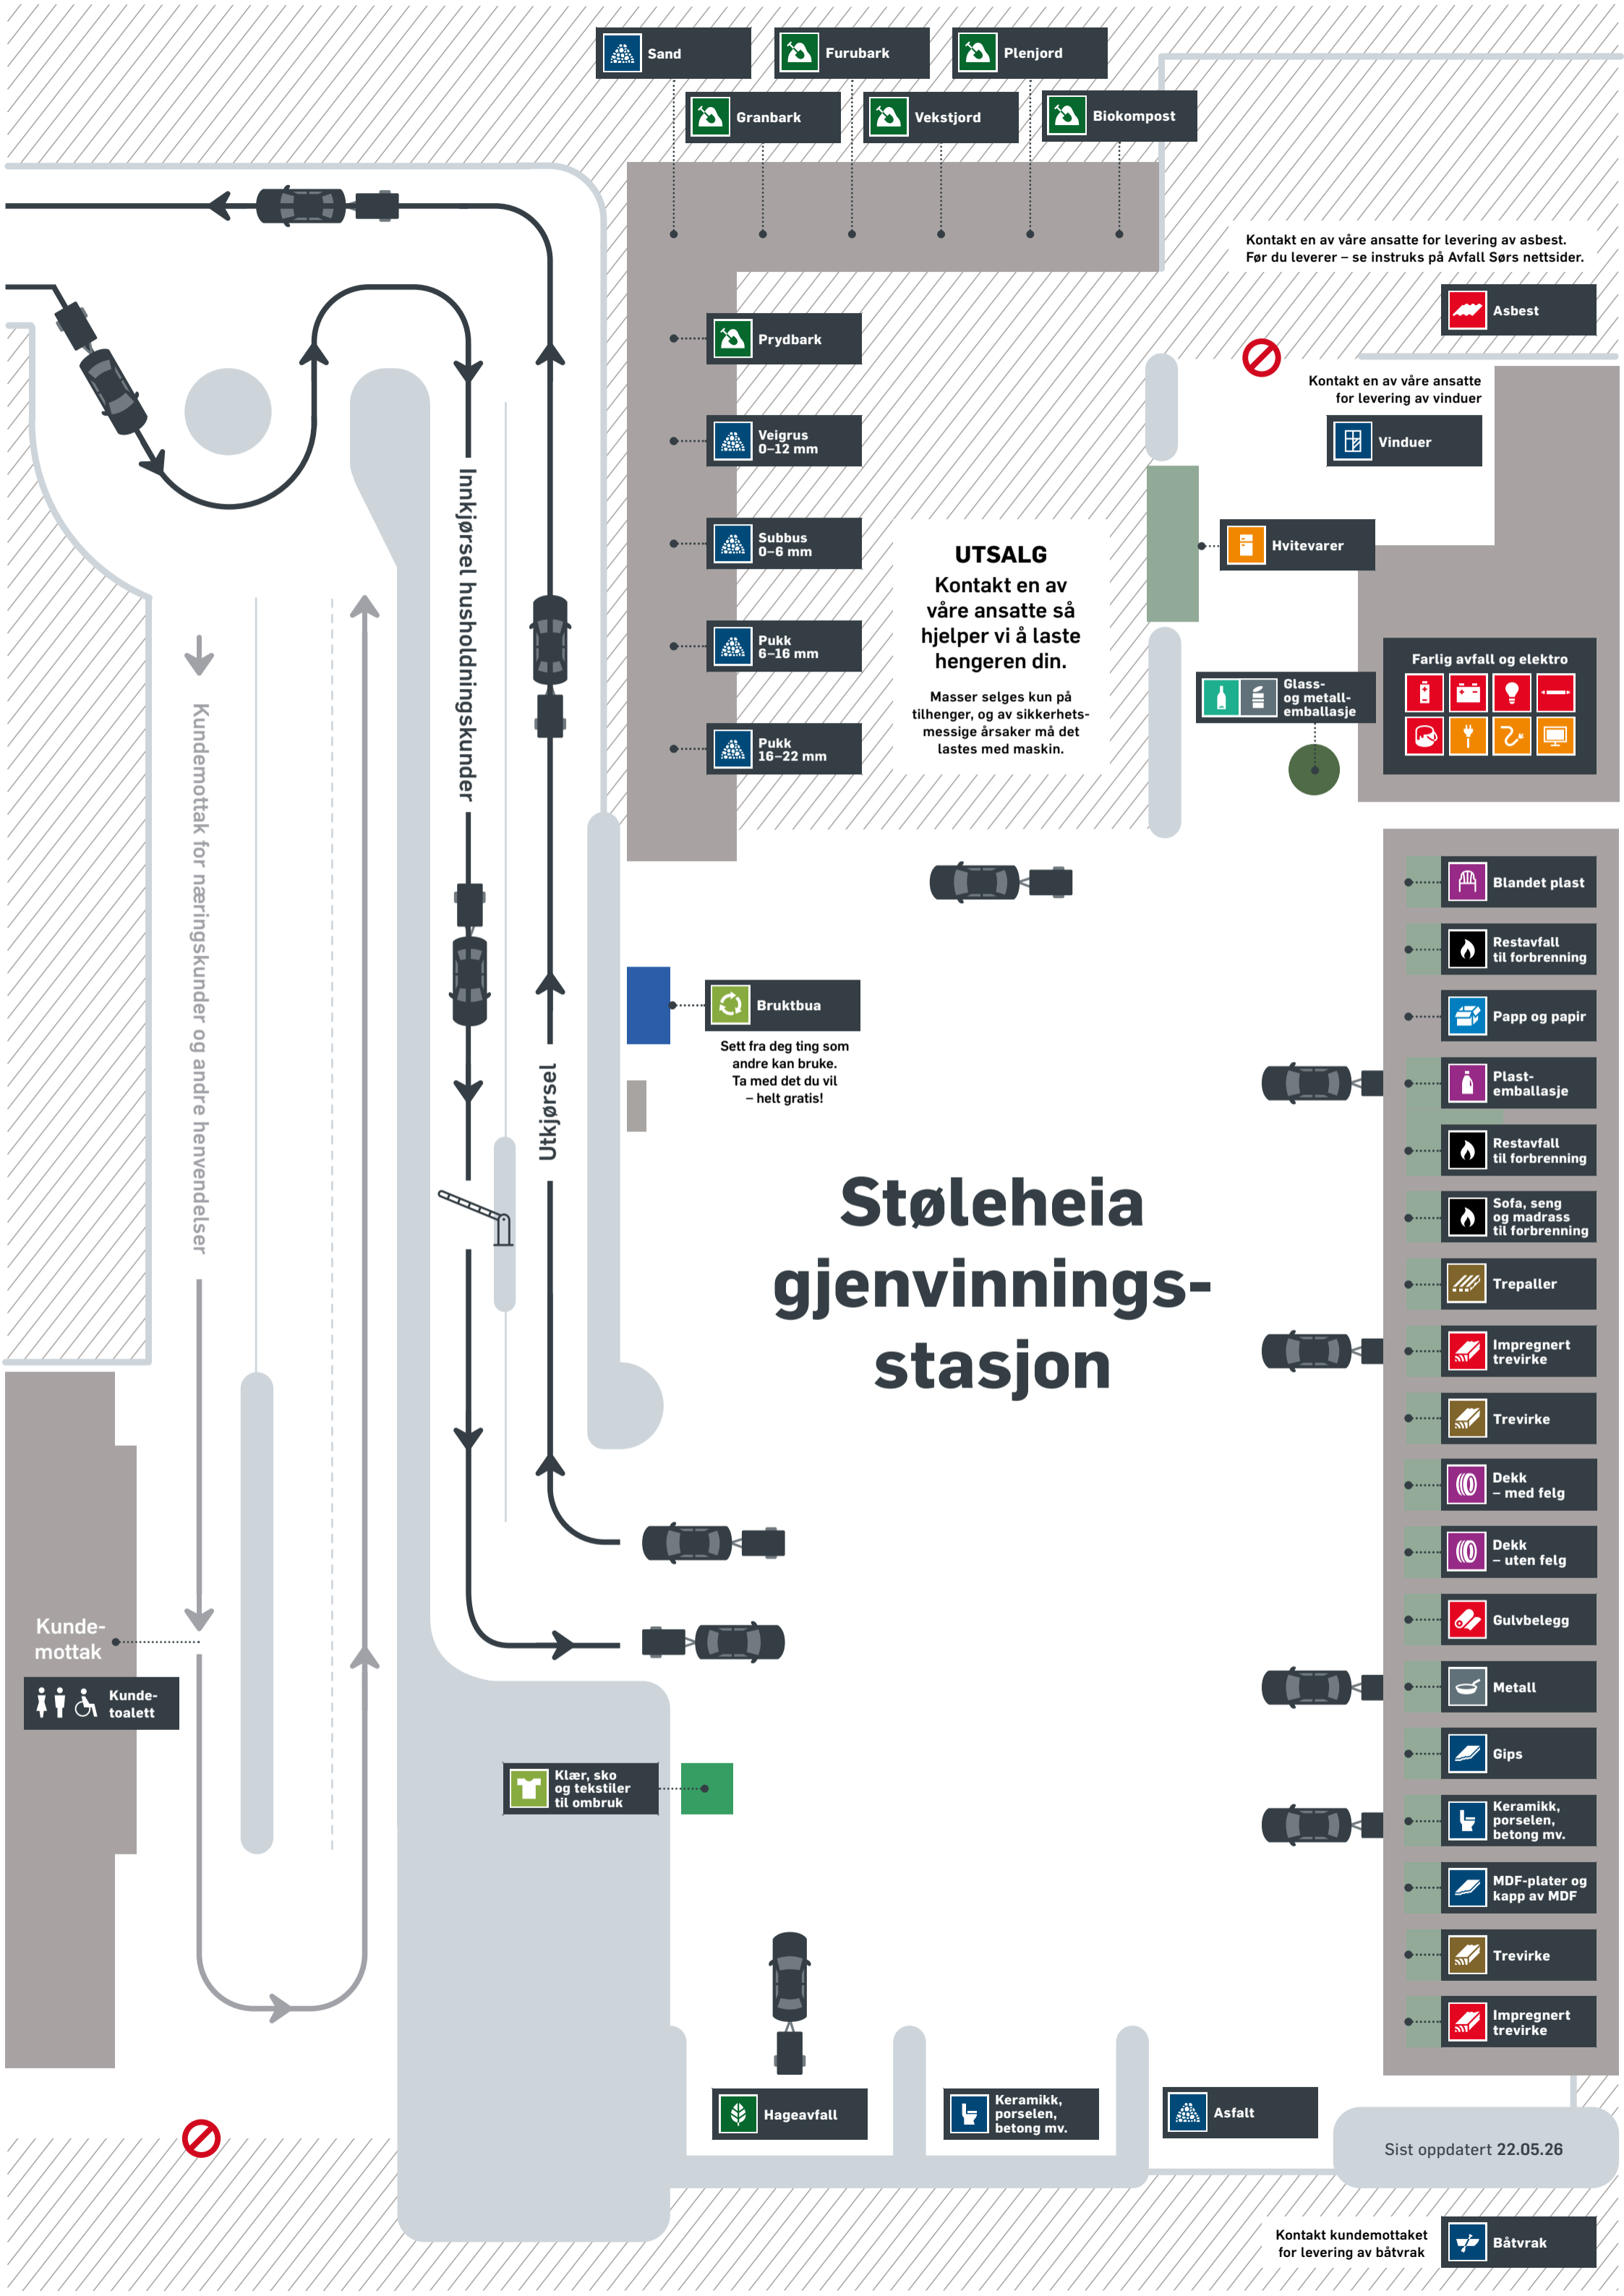 Sand
Furubark
Plenjord
Granbark
Vekstjord
Biokompost
Kontakt en av våre ansatte for levering av asbest.
Før du leverer – se instruks på Avfall Sørs nettsider.
Asbest
Prydbark
Kontakt en av våre ansatte
for levering av vinduer
Vinduer
Veigrus
0–12 mm
Subbus
0–6 mm
Pukk
6–16 mm
Pukk
16–22 mm
UTSALG
Kontakt en av
våre ansatte så
hjelper vi å laste
hengeren din.
Masser selges kun på
tilhenger, og av sikkerhets-
messige årsaker må det
lastes med maskin.
Hvitevarer
Glass-
og metall-
emballasje
Farlig avfall og elektro
Innkjørsel husholdningskunder
Kundemottak for næringskunder og andre henvendelser
Utkjørsel
Bruktbua
Sett fra deg ting som
andre kan bruke.
Ta med det du vil
– helt gratis!
Støleheia
gjenvinnings-
stasjon
Blandet plast
Restavfall
til forbrenning
Papp og papir
Plast-
emballasje
Restavfall
til forbrenning
Sofa, seng
og madrass
til forbrenning
Trepaller
Impregnert
trevirke
Trevirke
Dekk
– med felg
Dekk
– uten felg
Gulvbelegg
Metall
Gips
Keramikk,
porselen,
betong mv.
MDF-plater og
kapp av MDF
Trevirke
Impregnert
trevirke
Kunde-
mottak
Kunde-
toalett
Klær, sko
og tekstiler
til ombruk
Hageavfall
Keramikk,
porselen,
betong mv.
Asfalt
Sist oppdatert 22.05.26
Kontakt kundemottaket
for levering av båtvrak
Båtvrak